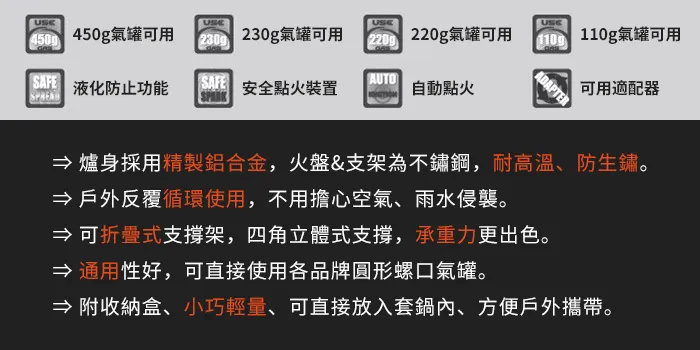 USE 450g GAS 450g氣罐可用 USE 230g GAS 230g氣罐可用 USE 220g GAS 220g氣罐可用 USE 110g GAS 110g氣罐可用
SAFE 液化防止功能 SAFE SPARK 安全點火裝置 AUTO 自動點火 ADAPTER 可用適配器
⇒ 爐身採用精製鋁合金，火盤&支架為不鏽鋼，耐高溫、防生鏽。
⇒ 戶外反覆循環使用，不用擔心空氣、雨水侵襲。
⇒ 可折疊式支撐架，四角立體式支撐，承重力更出色。
⇒ 通用性好，可直接使用各品牌圓形螺口氣罐。
⇒ 附收納盒、小巧輕量、可直接放入套鍋內、方便戶外攜帶。